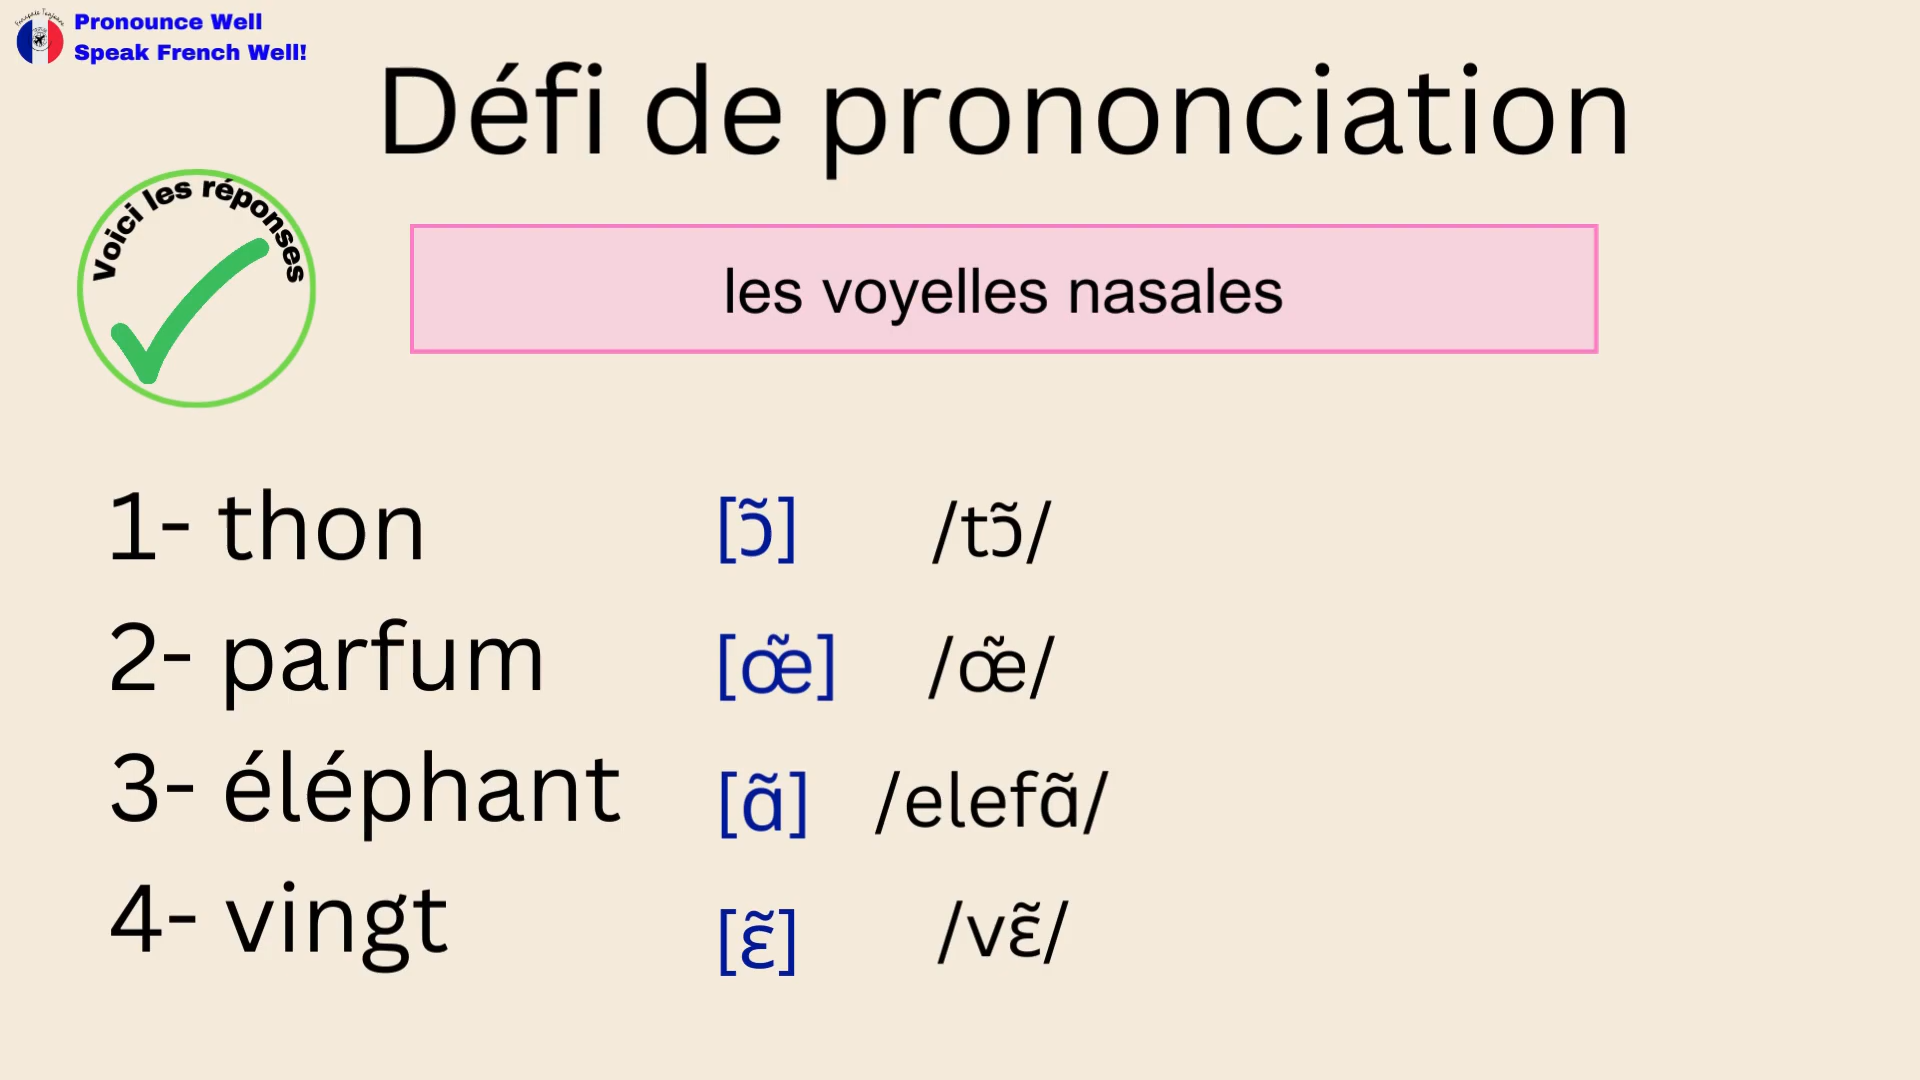 Pronounce Well
Speak French Well!
Défi de prononciation
Voici les réponses
les voyelles nasales
1- thon [ɔ̃] /tɔ̃/
2- parfum [œ̃] /œ̃/
3- éléphant [ɑ̃] /elefɑ̃/
4- vingt [ɛ̃] /vɛ̃/